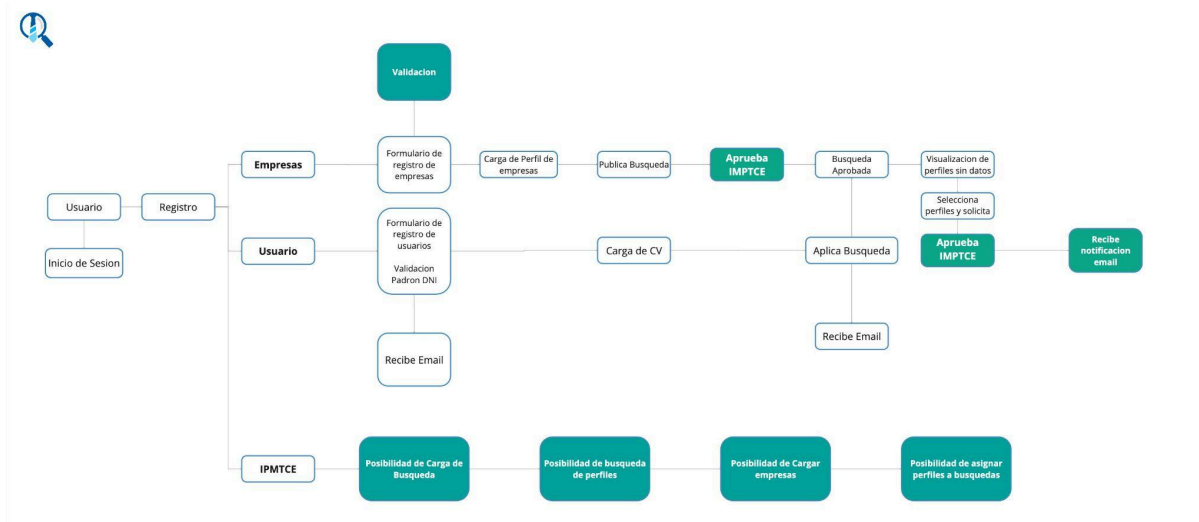 Validacion
Empresas
Formulario de
registro de
empresas
Carga de Perfil de
empresas
Publica Busqueda
Aprueba
IMPTCE
Busqueda
Aprobada
Visualizacion de
perfiles sin datos
Selecciona
perfiles y solicita
Usuario
Registro
Inicio de Sesion
Usuario
Formulario de
registro de
usuarios
Validacion
Padron DNI
Carga de CV
Aplica Busqueda
Aprueba
IMPTCE
Recibe
notificacion
email
Recibe Email
Recibe Email
IPMTCE
Posibilidad de Carga de
Busqueda
Posibilidad de busqueda
de perfiles
Posibilidad de Cargar
empresas
Posibilidad de asignar
perfiles a busquedas